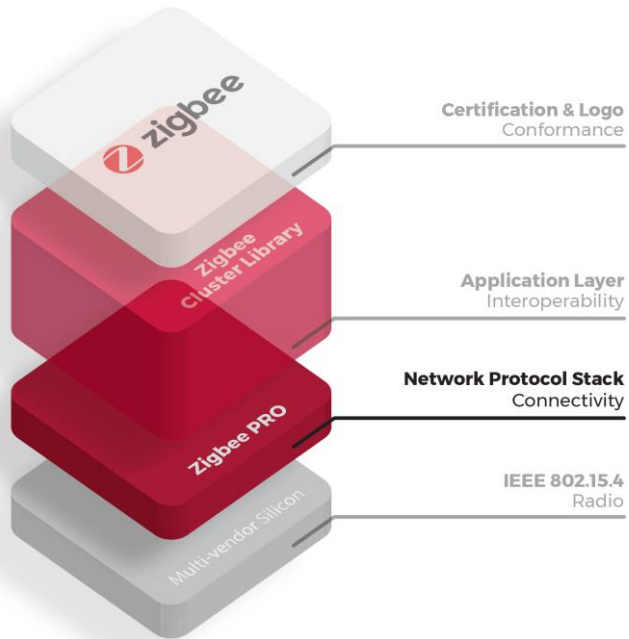 zigbee
Certification & Logo
Conformance
Zigbee
Cluster Library
Application Layer
Interoperability
Network Protocol Stack
Connectivity
Zigbee PRO
IEEE 802.15.4
Radio
Multi-vendor Silicon